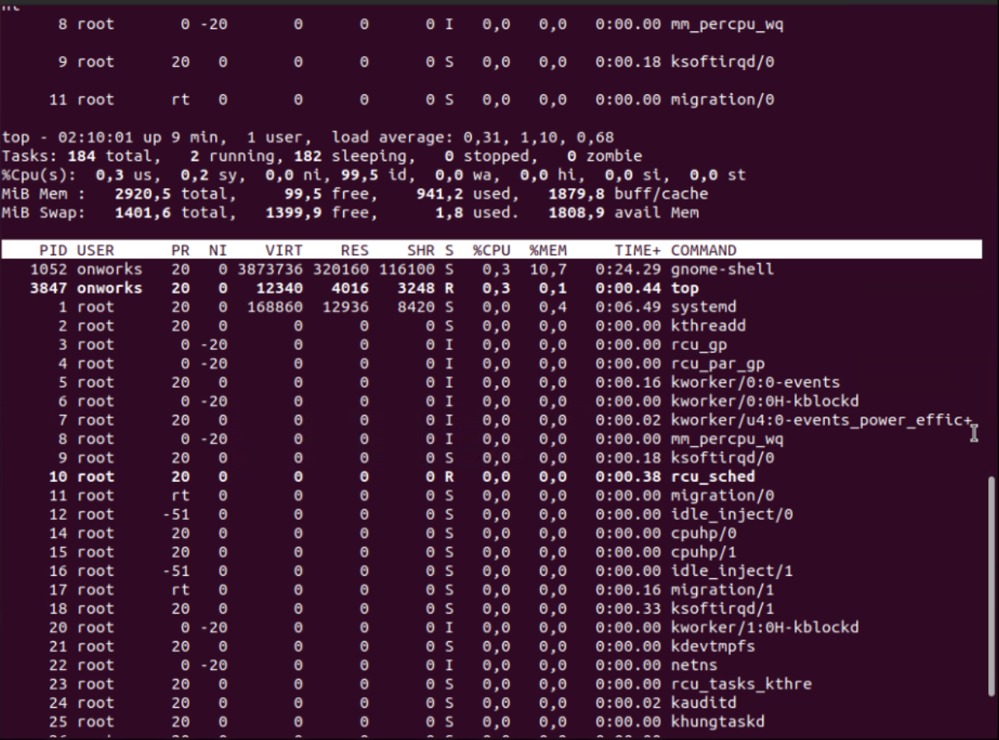 8 root 0 -20 0 0 0 I 0,0 0,0 0:00.00 mm_percpu_wq
9 root 20 0 0 0 0 S 0,0 0,0 0:00.18 ksoftirqd/0
11 root rt 0 0 0 0 S 0,0 0,0 0:00.00 migration/0
top - 02:10:01 up 9 min, 1 user, load average: 0,31, 1,10, 0,68
Tasks: 184 total, 2 running, 182 sleeping, 0 stopped, 0 zombie
%Cpu(s): 0,3 us, 0,2 sy, 0,0 ni, 99,5 id, 0,0 wa, 0,0 hi, 0,0 si, 0,0 st
MiB Mem : 2920,5 total, 99,5 free, 941,2 used, 1879,8 buff/cache
MiB Swap: 1401,6 total, 1399,9 free, 1,8 used. 1808,9 avail Mem
PID USER PR NI VIRT RES SHR S %CPU %MEM TIME+ COMMAND
1052 onworks 20 0 3873736 320160 116100 S 0,3 10,7 0:24.29 gnome-shell
3847 onworks 20 0 12340 4016 3248 R 0,3 0,1 0:00.44 top
1 root 20 0 168860 12936 8420 S 0,0 0,4 0:06.49 systemd
2 root 20 0 0 0 0 S 0,0 0,0 0:00.00 kthreadd
3 root 0 -20 0 0 0 I 0,0 0,0 0:00.00 rcu_gp
4 root 0 -20 0 0 0 I 0,0 0,0 0:00.00 rcu_par_gp
5 root 20 0 0 0 0 I 0,0 0,0 0:00.16 kworker/0:0-events
6 root 0 -20 0 0 0 I 0,0 0,0 0:00.00 kworker/0:0H-kblockd
7 root 20 0 0 0 0 I 0,0 0,0 0:00.02 kworker/u4:0-events_power_effic+
8 root 0 -20 0 0 0 I 0,0 0,0 0:00.00 mm_percpu_wq
9 root 20 0 0 0 0 S 0,0 0,0 0:00.18 ksoftirqd/0
10 root 20 0 0 0 0 R 0,0 0,0 0:00.38 rcu_sched
11 root rt 0 0 0 0 S 0,0 0,0 0:00.00 migration/0
12 root -51 0 0 0 0 S 0,0 0,0 0:00.00 idle_inject/0
14 root 20 0 0 0 0 S 0,0 0,0 0:00.00 cpuhp/0
15 root 20 0 0 0 0 S 0,0 0,0 0:00.00 cpuhp/1
16 root -51 0 0 0 0 S 0,0 0,0 0:00.00 idle_inject/1
17 root rt 0 0 0 0 S 0,0 0,0 0:00.16 migration/1
18 root 20 0 0 0 0 S 0,0 0,0 0:00.33 ksoftirqd/1
20 root 0 -20 0 0 0 I 0,0 0,0 0:00.00 kworker/1:0H-kblockd
21 root 20 0 0 0 0 S 0,0 0,0 0:00.00 kdevtmpfs
22 root 0 -20 0 0 0 I 0,0 0,0 0:00.00 netns
23 root 20 0 0 0 0 S 0,0 0,0 0:00.00 rcu_tasks_kthre
24 root 20 0 0 0 0 S 0,0 0,0 0:00.02 kauditd
25 root 20 0 0 0 0 S 0,0 0,0 0:00.00 khungtaskd